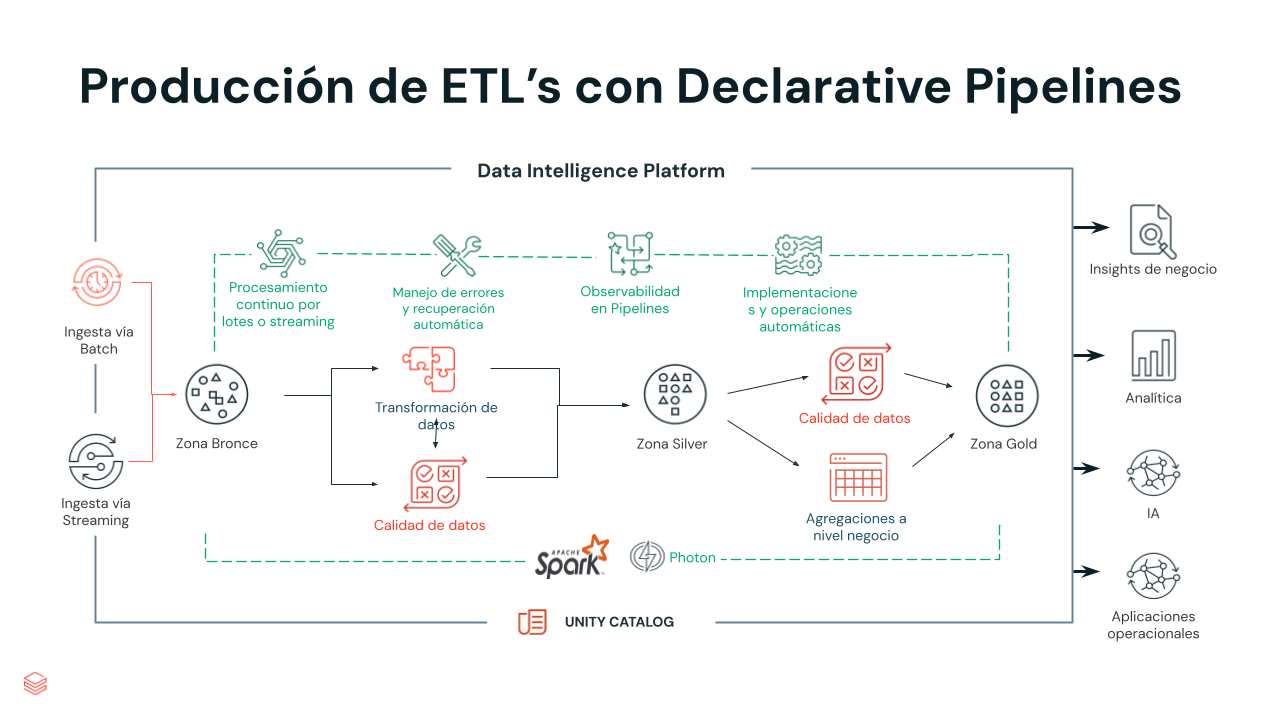 Producción de ETL’s con Declarative Pipelines
Data Intelligence Platform
Procesamiento
continuo por
lotes o streaming
Manejo de errores
y recuperación
automática
Observabilidad
en Pipelines
Implementacione
s y operaciones
automáticas
Ingesta vía
Batch
Ingesta vía
Streaming
Zona Bronce
Transformación de
datos
Calidad de datos
Zona Silver
Calidad de datos
Agregaciones a
nivel negocio
Zona Gold
APACHE
Spark™
Photon
UNITY CATALOG
Insights de negocio
Analítica
IA
Aplicaciones
operacionales